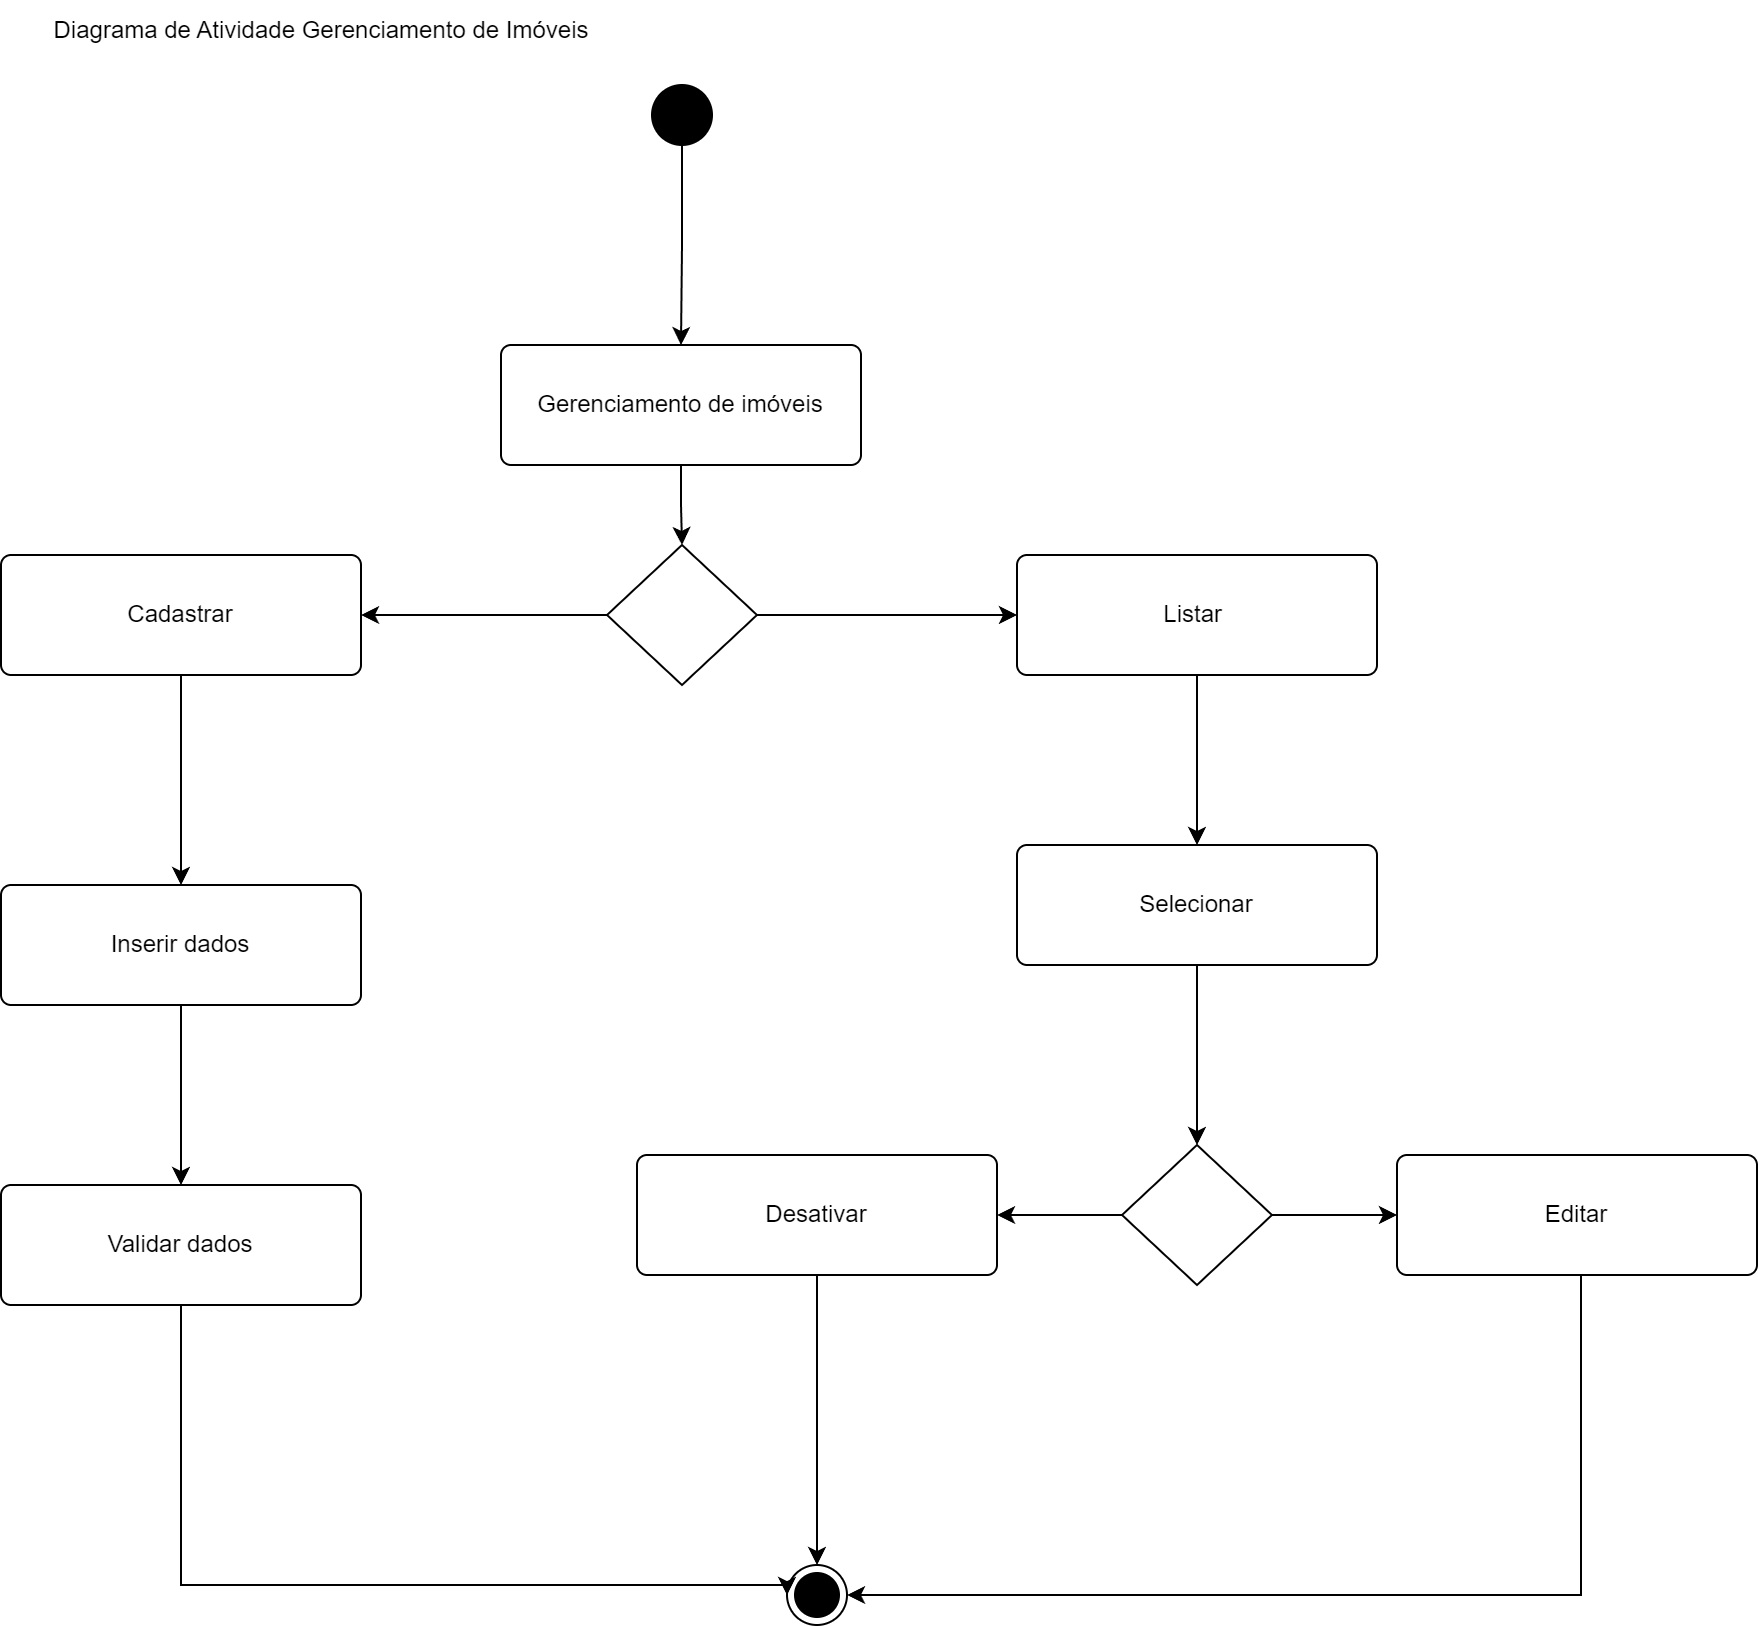 Diagrama de Atividade Gerenciamento de Imóveis
Gerenciamento de imóveis
Cadastrar
Listar
Inserir dados
Selecionar
Validar dados
Desativar
Editar